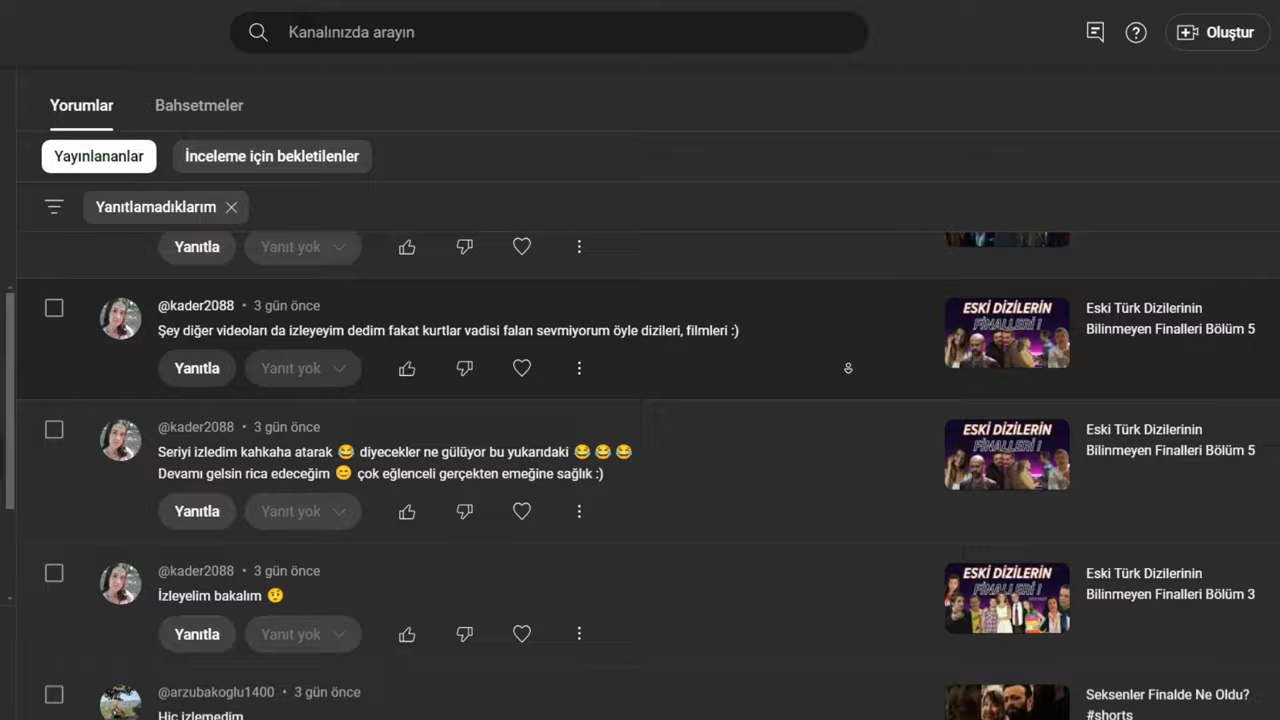 Kanalınızda arayın
Oluştur
Yorumlar
Bahsetmeler
Yayınlananlar
İnceleme için bekletilenler
Yanıtlamadıklarım
Yanıtla
Yanıt yok
@kader2088 • 3 gün önce
Şey diğer videoları da izleyeyim dedim fakat kurtlar vadisi falan sevmiyorum öyle dizileri, filmleri :)
Yanıtla
Yanıt yok
ESKİ DİZİLERİN
FİNALLERİ !
Eski Türk Dizilerinin
Bilinmeyen Finalleri Bölüm 5
@kader2088 • 3 gün önce
Seriyi izledim kahkaha atarak 😂 diyecekler ne gülüyor bu yukarıdaki 😂 😂 😂
Devamı gelsin rica edeceğim 😊 çok eğlenceli gerçekten emeğine sağlık :)
Yanıtla
Yanıt yok
ESKİ DİZİLERİN
FİNALLERİ !
Eski Türk Dizilerinin
Bilinmeyen Finalleri Bölüm 5
@kader2088 • 3 gün önce
İzleyelim bakalım 🤨
Yanıtla
Yanıt yok
ESKİ DİZİLERİN
FİNALLERİ !
Eski Türk Dizilerinin
Bilinmeyen Finalleri Bölüm 3
@arzubakoglu1400 • 3 gün önce
Hiç izlemedim
Seksenler Finalde Ne Oldu?
#shorts